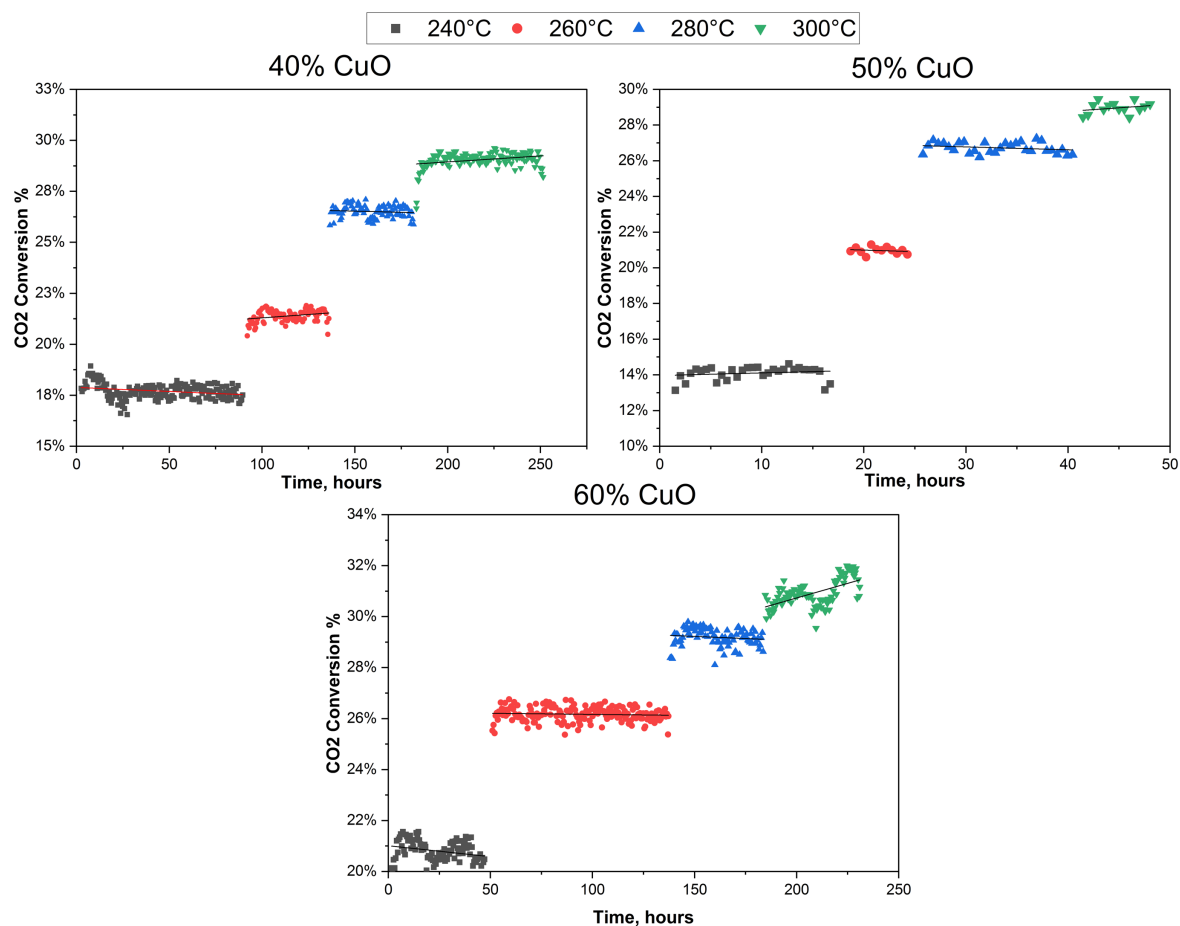 240°C 260°C 280°C 300°C
40% CuO
33%
30%
28%
25%
23%
20%
18%
15%
CO2 Conversion %
0 50 100 150 200 250
Time, hours
50% CuO
30%
28%
26%
24%
22%
20%
18%
16%
14%
12%
10%
CO2 Conversion %
0 10 20 30 40 50
Time, hours
60% CuO
34%
32%
30%
28%
26%
24%
22%
20%
CO2 Conversion %
0 50 100 150 200 250
Time, hours